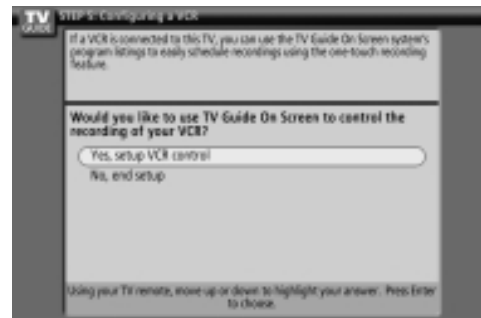 TV
GUIDE
STEP 5: Configuring a VCR
If a VCR is connected to this TV, you can use the TV Guide On Screen system's
program listings to easily schedule recordings using the one-touch recording
feature.
Would you like to use TV Guide On Screen to control the
recording of your VCR?
Yes, setup VCR control
No, end setup
Using your TV remote, move up or down to highlight your answer. Press Enter
to choose.